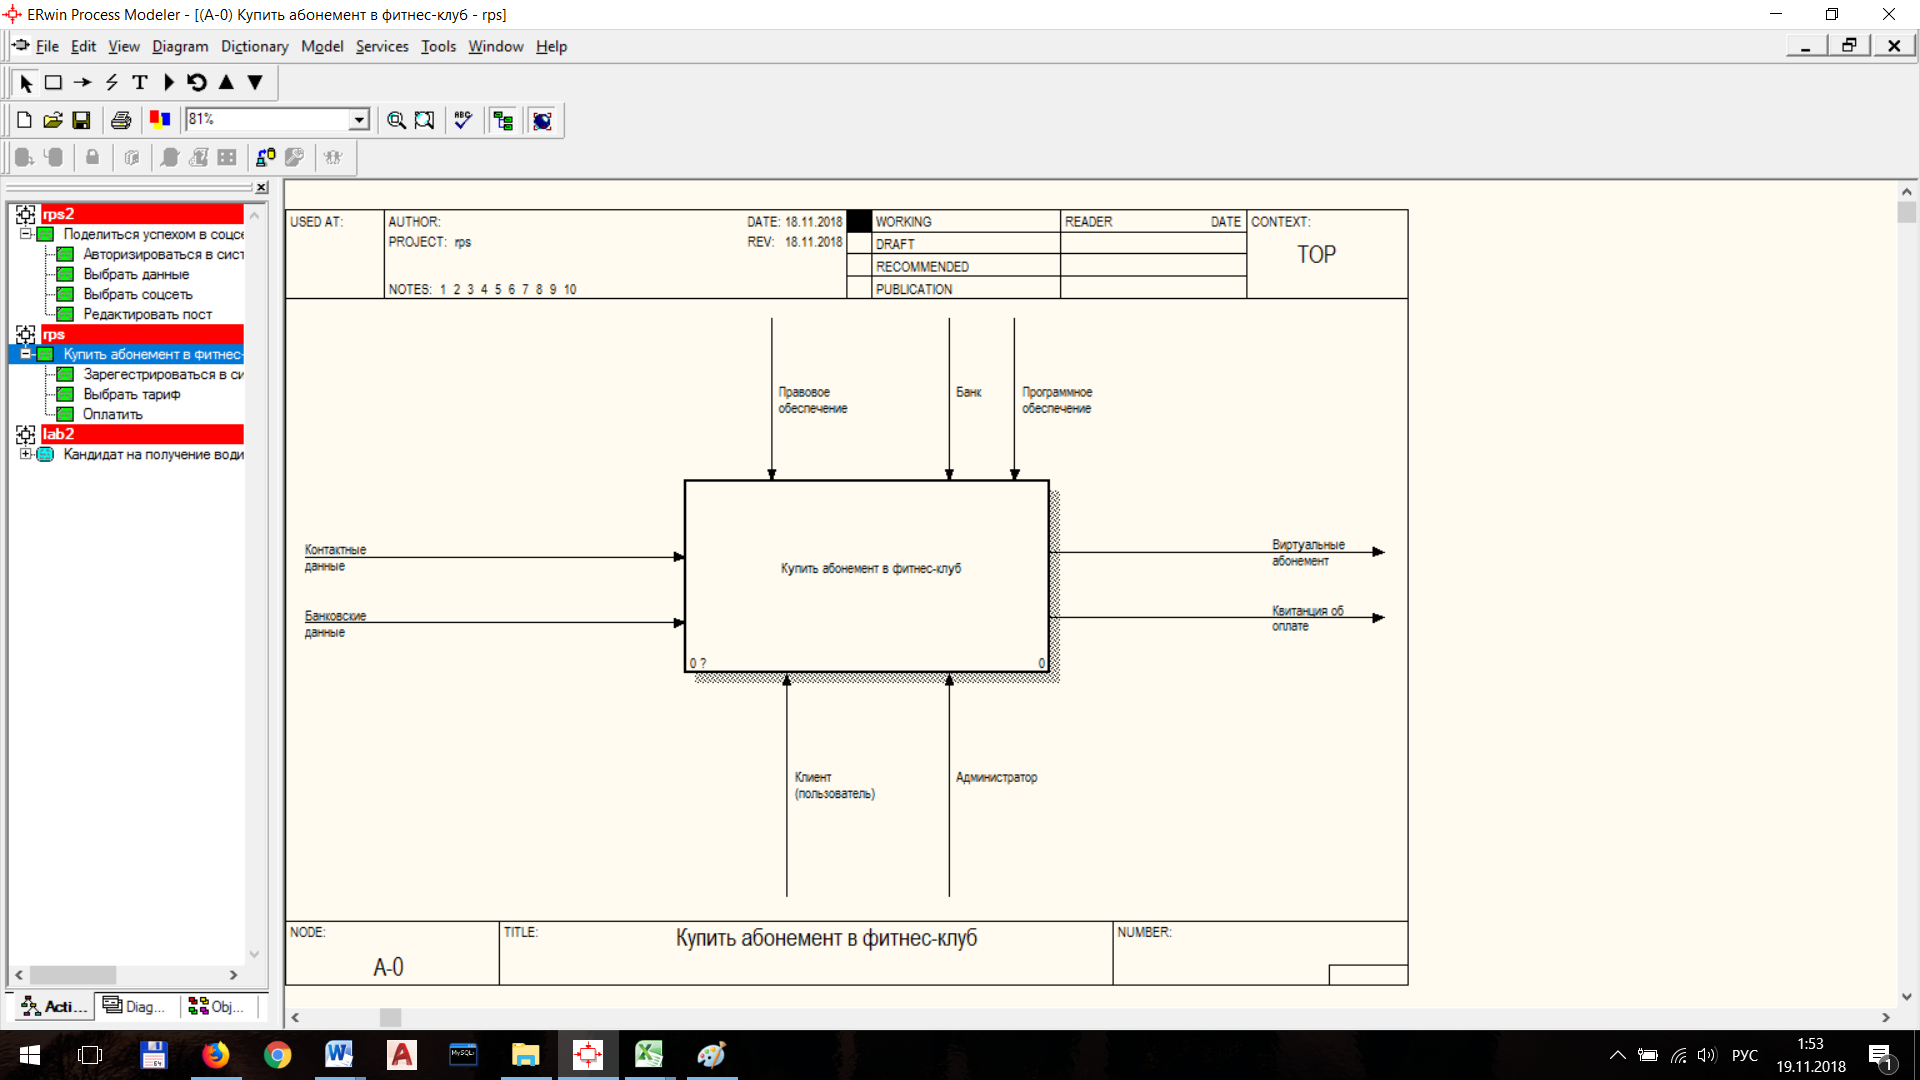 ERwin Process Modeler - [(A-0) Купить абонемент в фитнес-клуб - rps]
File Edit View Diagram Dictionary Model Services Tools Window Help
81%
ABC
rps2
Поделиться успехом в соцсе
Авторизироваться в сист
Выбрать данные
Выбрать соцсеть
Редактировать пост
rps
Купить абонемент в фитнес-
Зарегестрироваться в си
Выбрать тариф
Оплатить
lab2
Кандидат на получение води
Acti... Diag... Obj...
USED AT:
AUTHOR:
PROJECT: rps
DATE: 18.11.2018
REV: 18.11.2018
NOTES: 1 2 3 4 5 6 7 8 9 10
WORKING
DRAFT
RECOMMENDED
PUBLICATION
READER DATE
CONTEXT:
TOP
Правовое
обеспечение
Банк
Программное
обеспечение
Контактные
данные
Банковские
данные
Купить абонемент в фитнес-клуб
0 ? 0
Виртуальные
абонемент
Квитанция об
оплате
Клиент
(пользователь)
Администратор
NODE:
A-0
TITLE:
Купить абонемент в фитнес-клуб
NUMBER:
64
MySQL
РУС
1:53
19.11.2018
1